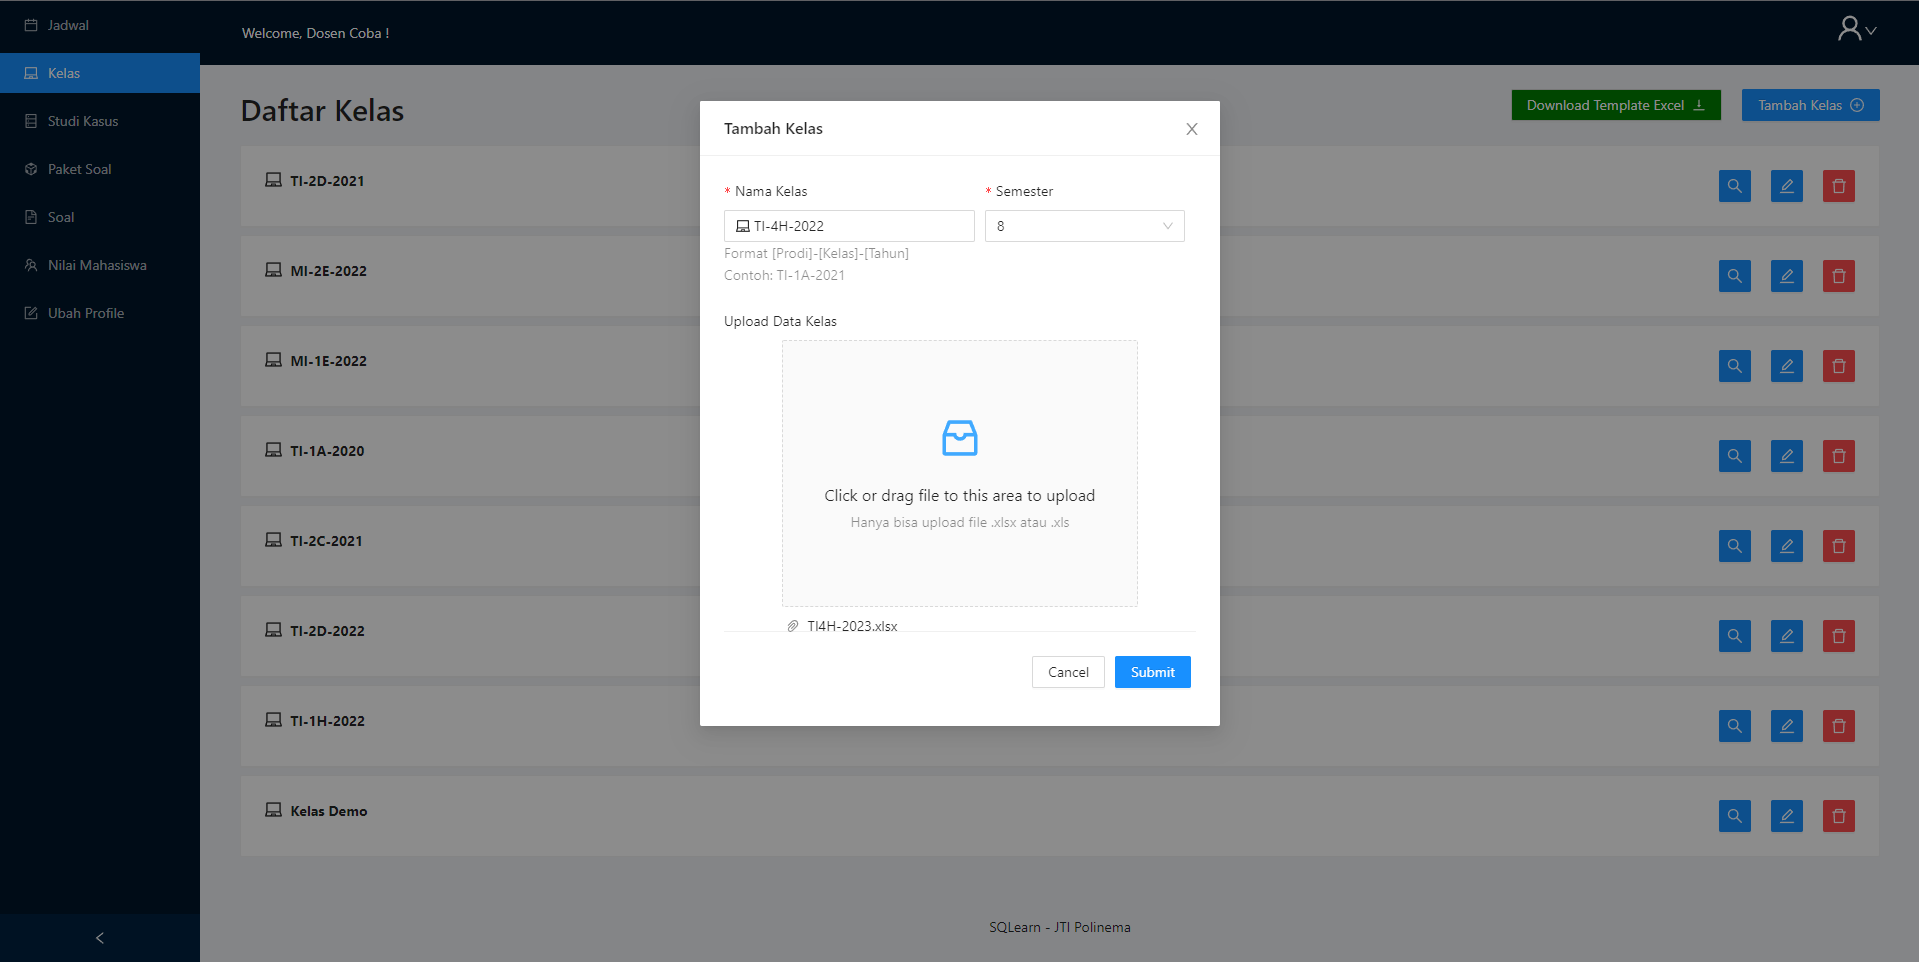 Jadwal
Kelas
Studi Kasus
Paket Soal
Soal
Nilai Mahasiswa
Ubah Profile
Welcome, Dosen Coba !
Daftar Kelas
Download Template Excel
Tambah Kelas
TI-2D-2021
MI-2E-2022
MI-1E-2022
TI-1A-2020
TI-2C-2021
TI-2D-2022
TI-1H-2022
Kelas Demo
Tambah Kelas
* Nama Kelas
* Semester
TI-4H-2022
8
Format [Prodi]-[Kelas]-[Tahun]
Contoh: TI-1A-2021
Upload Data Kelas
Click or drag file to this area to upload
Hanya bisa upload file .xlsx atau .xls
TI4H-2023.xlsx
Cancel
Submit
SQLearn - JTI Polinema